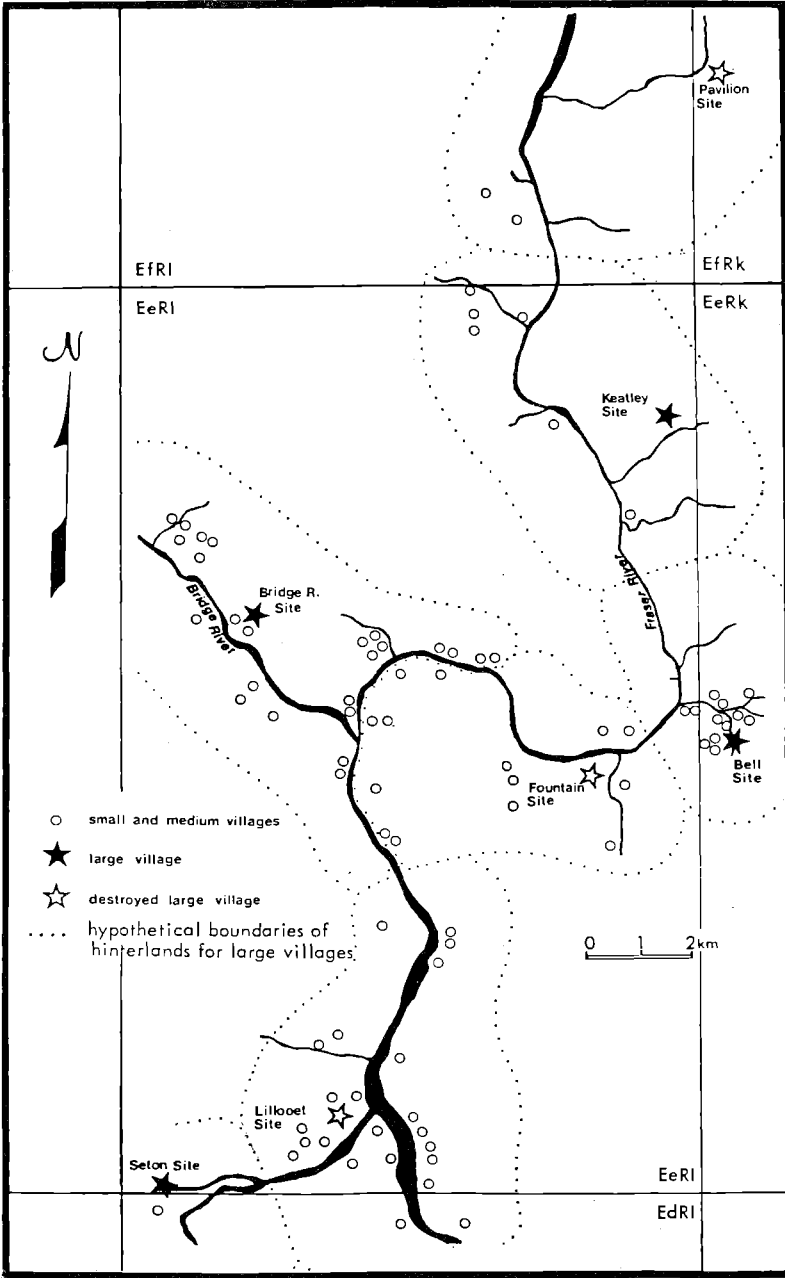 Pavilion
Site
EfRl
EfRk
EeRl
EeRk
N
Keatley
Site
Fraser River
Bridge R.
Site
Bridge River
Bell
Site
Fountain
Site
small and medium villages
large village
destroyed large village
hypothetical boundaries of
hinterlands for large villages
0 2km
Lillooet
Site
Seton Site
EeRl
EdRl